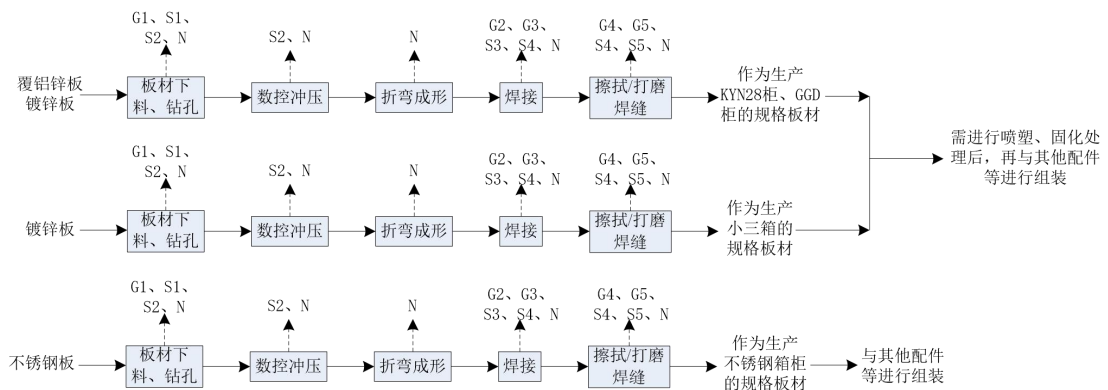 G1、S1、
S2、N
S2、N
N
G2、G3、
S3、S4、N
G4、G5、
S4、S5、N
覆铝锌板
镀锌板
板材下
料、钻孔
数控冲压
折弯成形
焊接
擦拭/打磨
焊缝
作为生产
KYN28柜、GGD
柜的规格板材
需进行喷塑、固化处
理后，再与其他配件
等进行组装
G1、S1、
S2、N
S2、N
N
G2、G3、
S3、S4、N
G4、G5、
S4、S5、N
镀锌板
板材下
料、钻孔
数控冲压
折弯成形
焊接
擦拭/打磨
焊缝
作为生产
小三箱的
规格板材
G1、S1、
S2、N
S2、N
N
G2、G3、
S3、S4、N
G4、G5、
S4、S5、N
不锈钢板
板材下
料、钻孔
数控冲压
折弯成形
焊接
擦拭/打磨
焊缝
作为生产
不锈钢箱柜
的规格板材
与其他配件
等进行组装